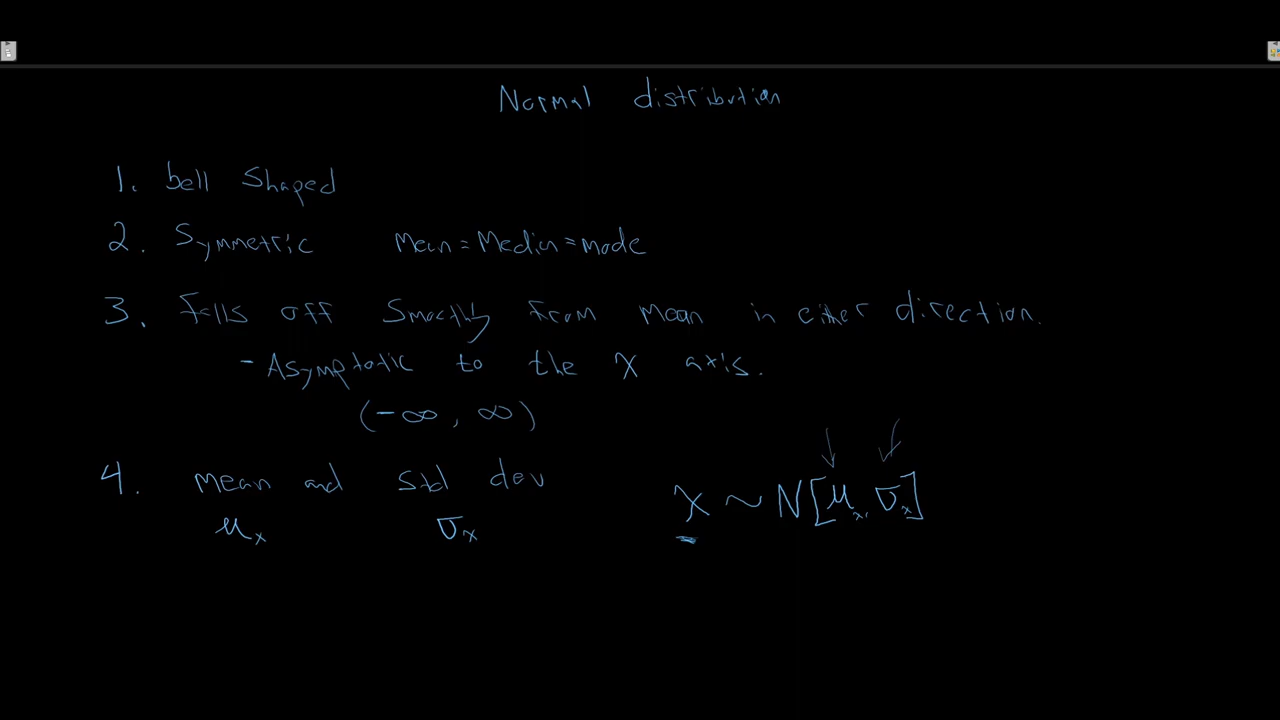 Normal distribution
1. bell Shaped
2. Symmetric Mean = Median = mode
3. Falls off Smoothly from mean in either direction.
- Asymptotic to the X axis.
(-∞, ∞)
4. Mean and Std dev
μₓ σₓ X ~ N[μₓ, σₓ]